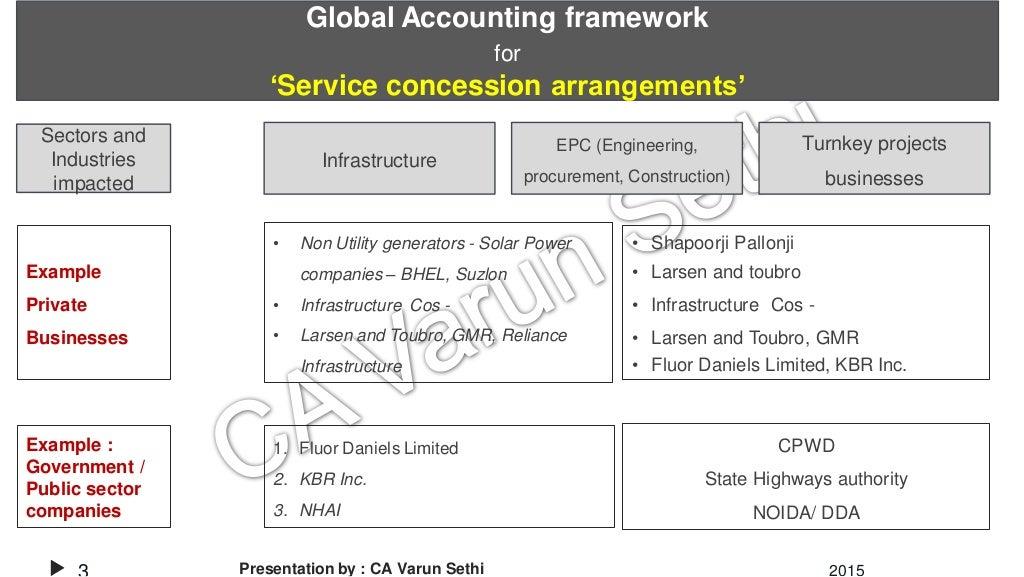 Global Accounting framework
for
‘Service concession arrangements’
Sectors and
Industries
impacted
Infrastructure
EPC (Engineering,
procurement, Construction)
Turnkey projects
businesses
Example
Private
Businesses
• Non Utility generators - Solar Power
companies – BHEL, Suzlon
• Infrastructure Cos -
• Larsen and Toubro, GMR, Reliance
Infrastructure
• Shapoorji Pallonji
• Larsen and toubro
• Infrastructure Cos -
• Larsen and Toubro, GMR
• Fluor Daniels Limited, KBR Inc.
Example :
Government /
Public sector
companies
1. Fluor Daniels Limited
2. KBR Inc.
3. NHAI
CPWD
State Highways authority
NOIDA/ DDA
CA Varun Sethi
3
Presentation by : CA Varun Sethi
2015